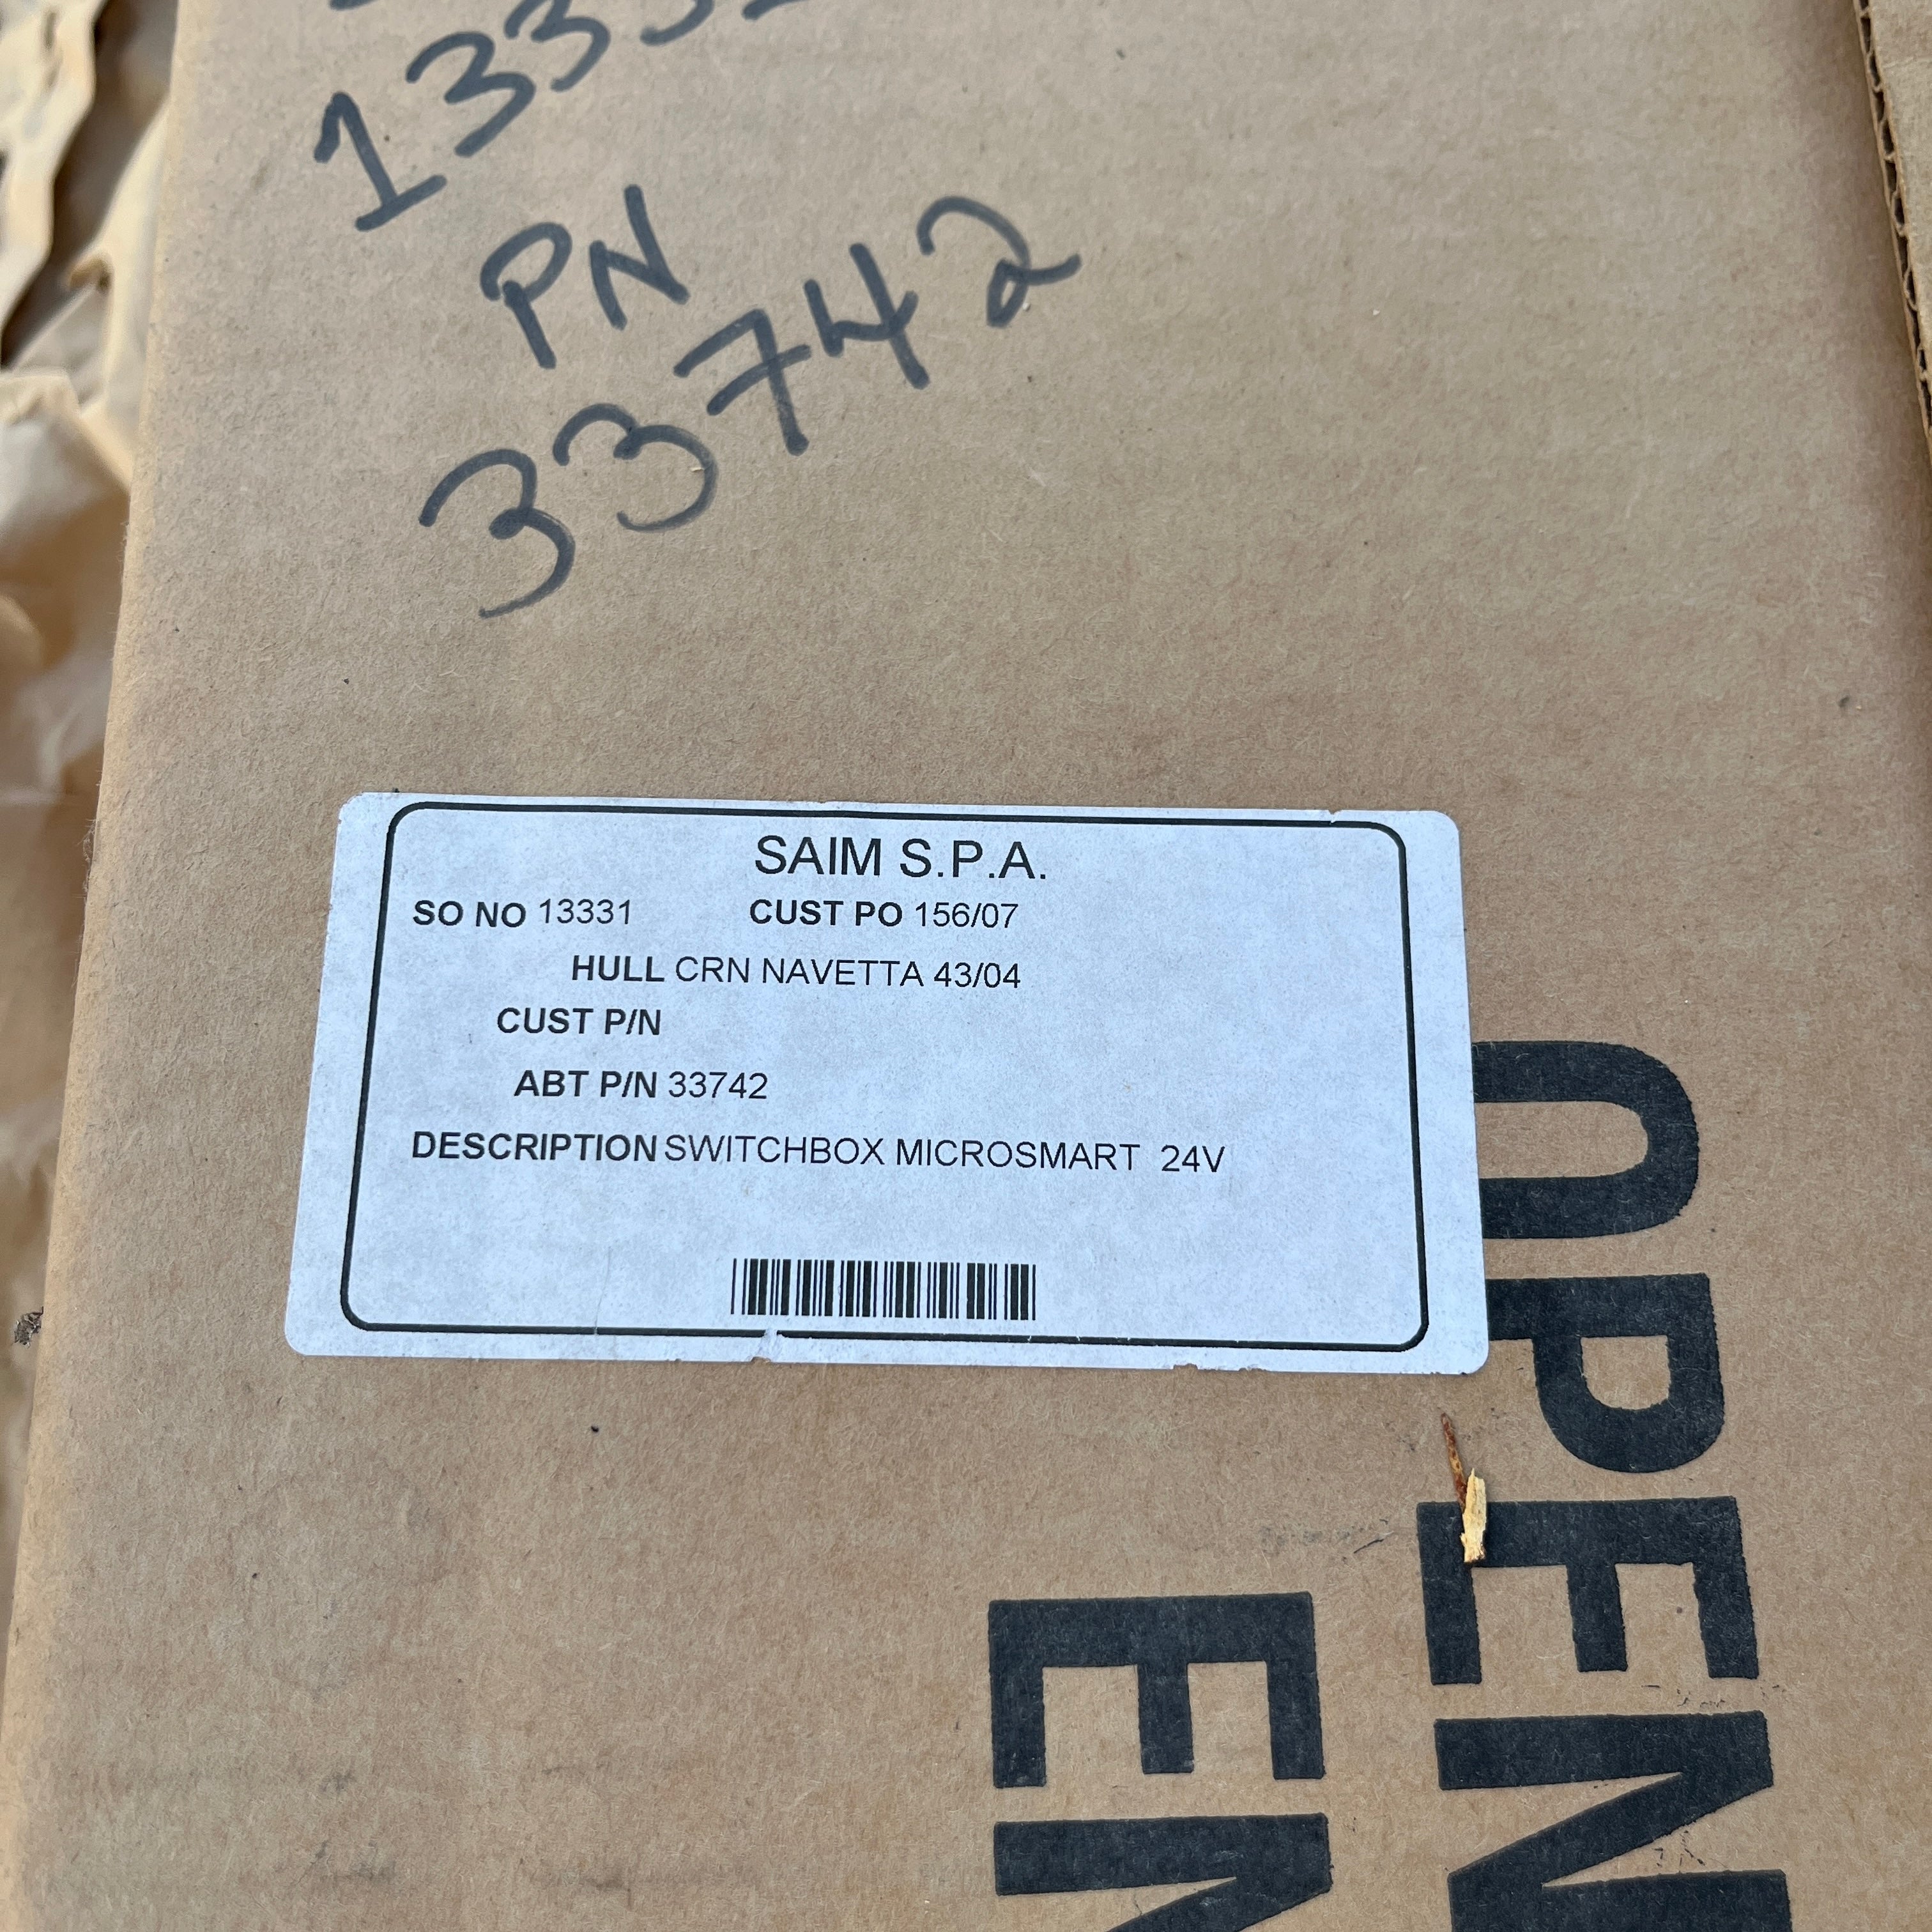 PN
33742
SAIM S.P.A.
SO NO 13331 CUST PO 156/07
HULL CRN NAVETTA 43/04
CUST P/N
ABT P/N 33742
DESCRIPTION SWITCHBOX MICROSMART 24V
OPEN